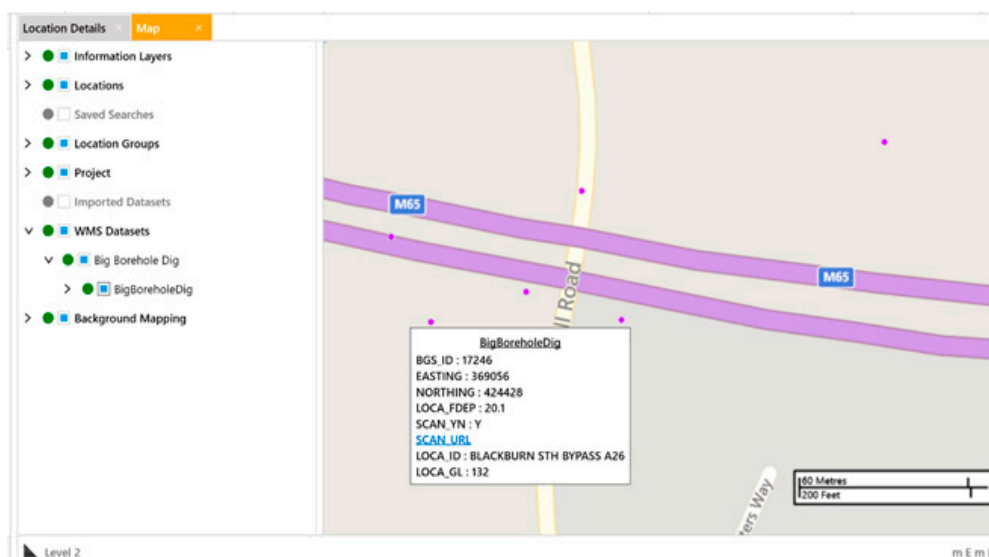 Location Details
Map
Information Layers
Locations
Saved Searches
Location Groups
Project
Imported Datasets
WMS Datasets
Big Borehole Dig
BigBoreholeDig
Background Mapping
M65
M65
ll Road
BigBoreholeDig
BGS_ID : 17246
EASTING : 369056
NORTHING : 424428
LOCA_FDEP : 20.1
SCAN_YN : Y
SCAN_URL
LOCA_ID : BLACKBURN STH BYPASS A26
LOCA_GL : 132
ters Way
60 Metres
200 Feet
Level 2
m E m